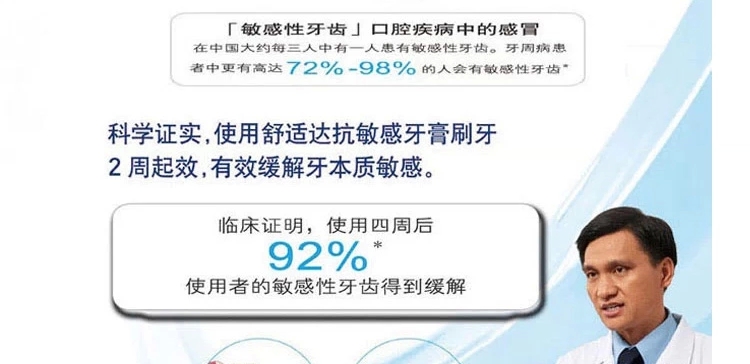 「敏感性牙齿」口腔疾病中的感冒
在中国大约每三人中有一人患有敏感性牙齿。牙周病患
者中更有高达72%-98%的人会有敏感性牙齿*
科学证实,使用舒适达抗敏感牙膏刷牙
2周起效,有效缓解牙本质敏感。
临床证明，使用四周后
92%*
使用者的敏感性牙齿得到缓解